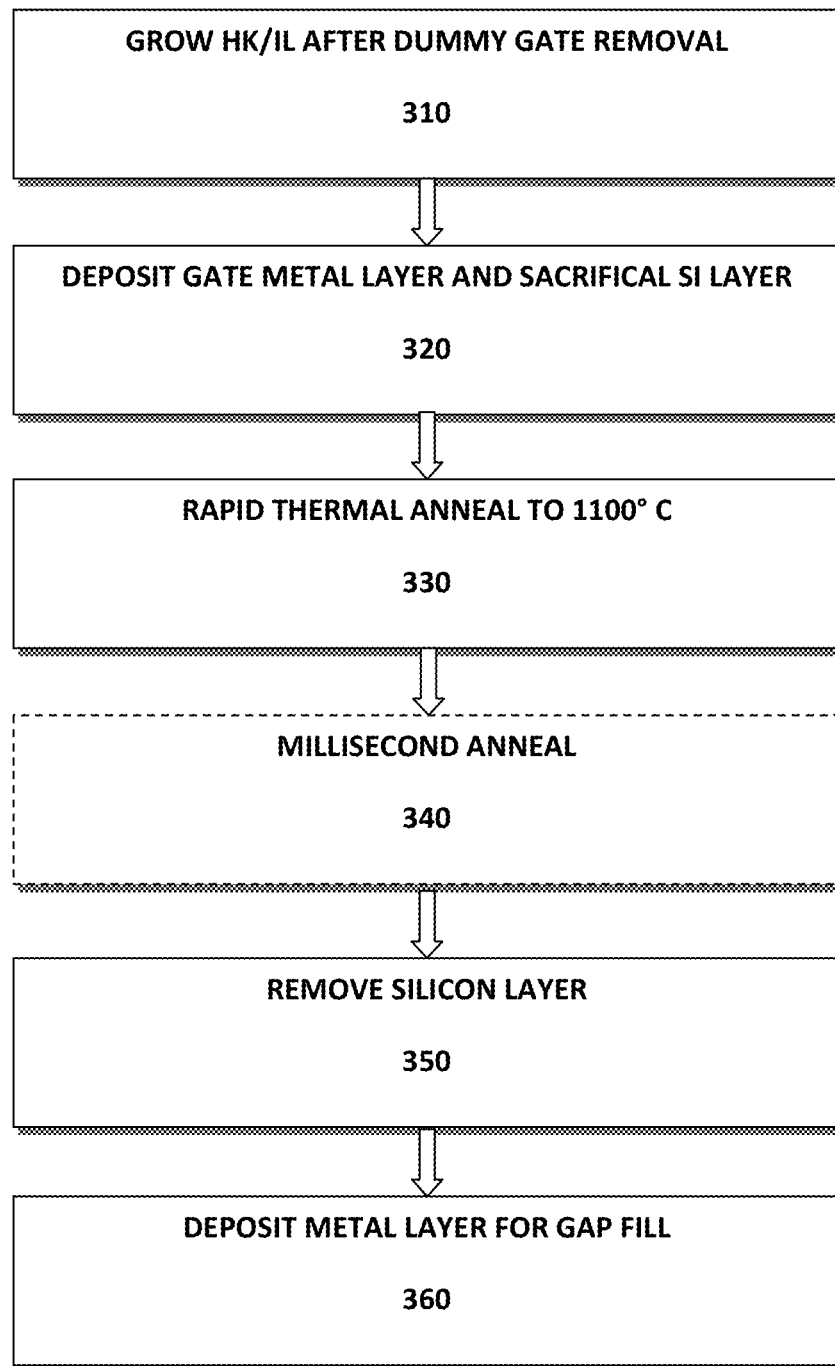 GROW HK/IL AFTER DUMMY GATE REMOVAL
310
DEPOSIT GATE METAL LAYER AND SACRIFICAL SI LAYER
320
RAPID THERMAL ANNEAL TO 1100° C
330
MILLISECOND ANNEAL
340
REMOVE SILICON LAYER
350
DEPOSIT METAL LAYER FOR GAP FILL
360